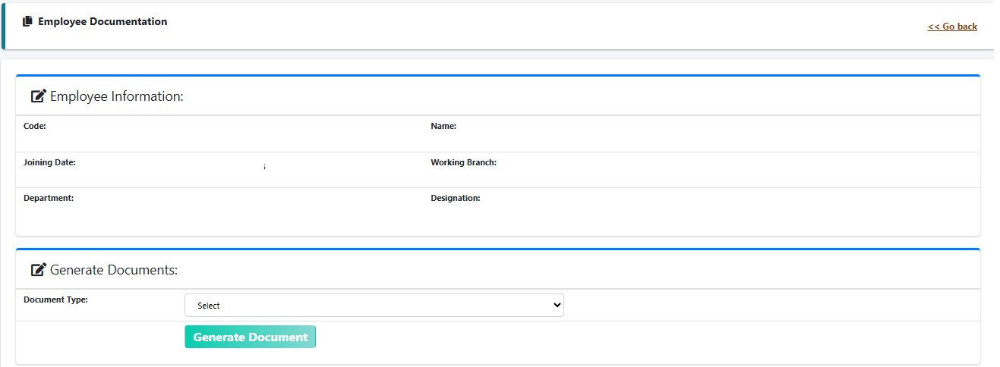 Employee Documentation
<< Go back
Employee Information:
Code: Name:
Joining Date: ; Working Branch:
Department: Designation:
Generate Documents:
Document Type: Select
Generate Document